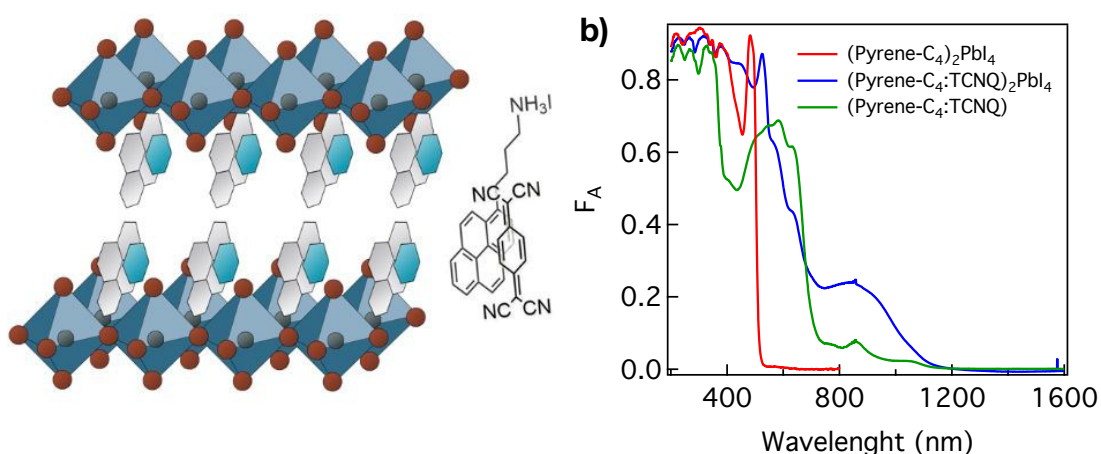 NH₃I
NC CN
NC CN
b)
(Pyrene-C₄)₂PbI₄
(Pyrene-C₄:TCNQ)₂PbI₄
(Pyrene-C₄:TCNQ)
F_A
0.8
0.6
0.4
0.2
0.0
400 800 1200 1600
Wavelenght (nm)